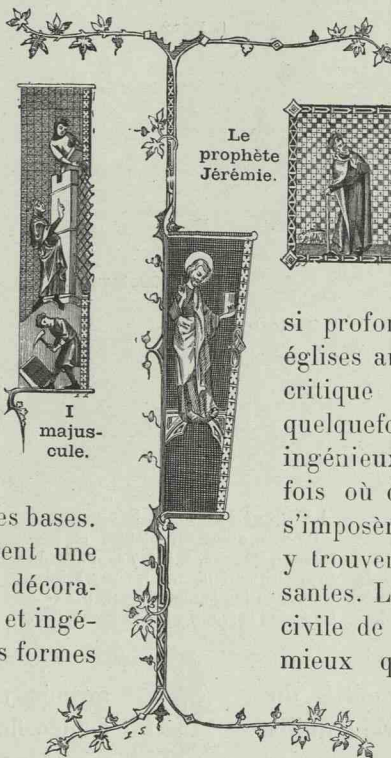 Le
prophète
Jérémie.
I
majus-
cule.
es bases.
ent une
décora-
et ingé-
s formes
si profon
églises a
critique
quelquefo
ingénieux
fois où
s'imposèr
y trouver
santes. L
civile de
mieux q